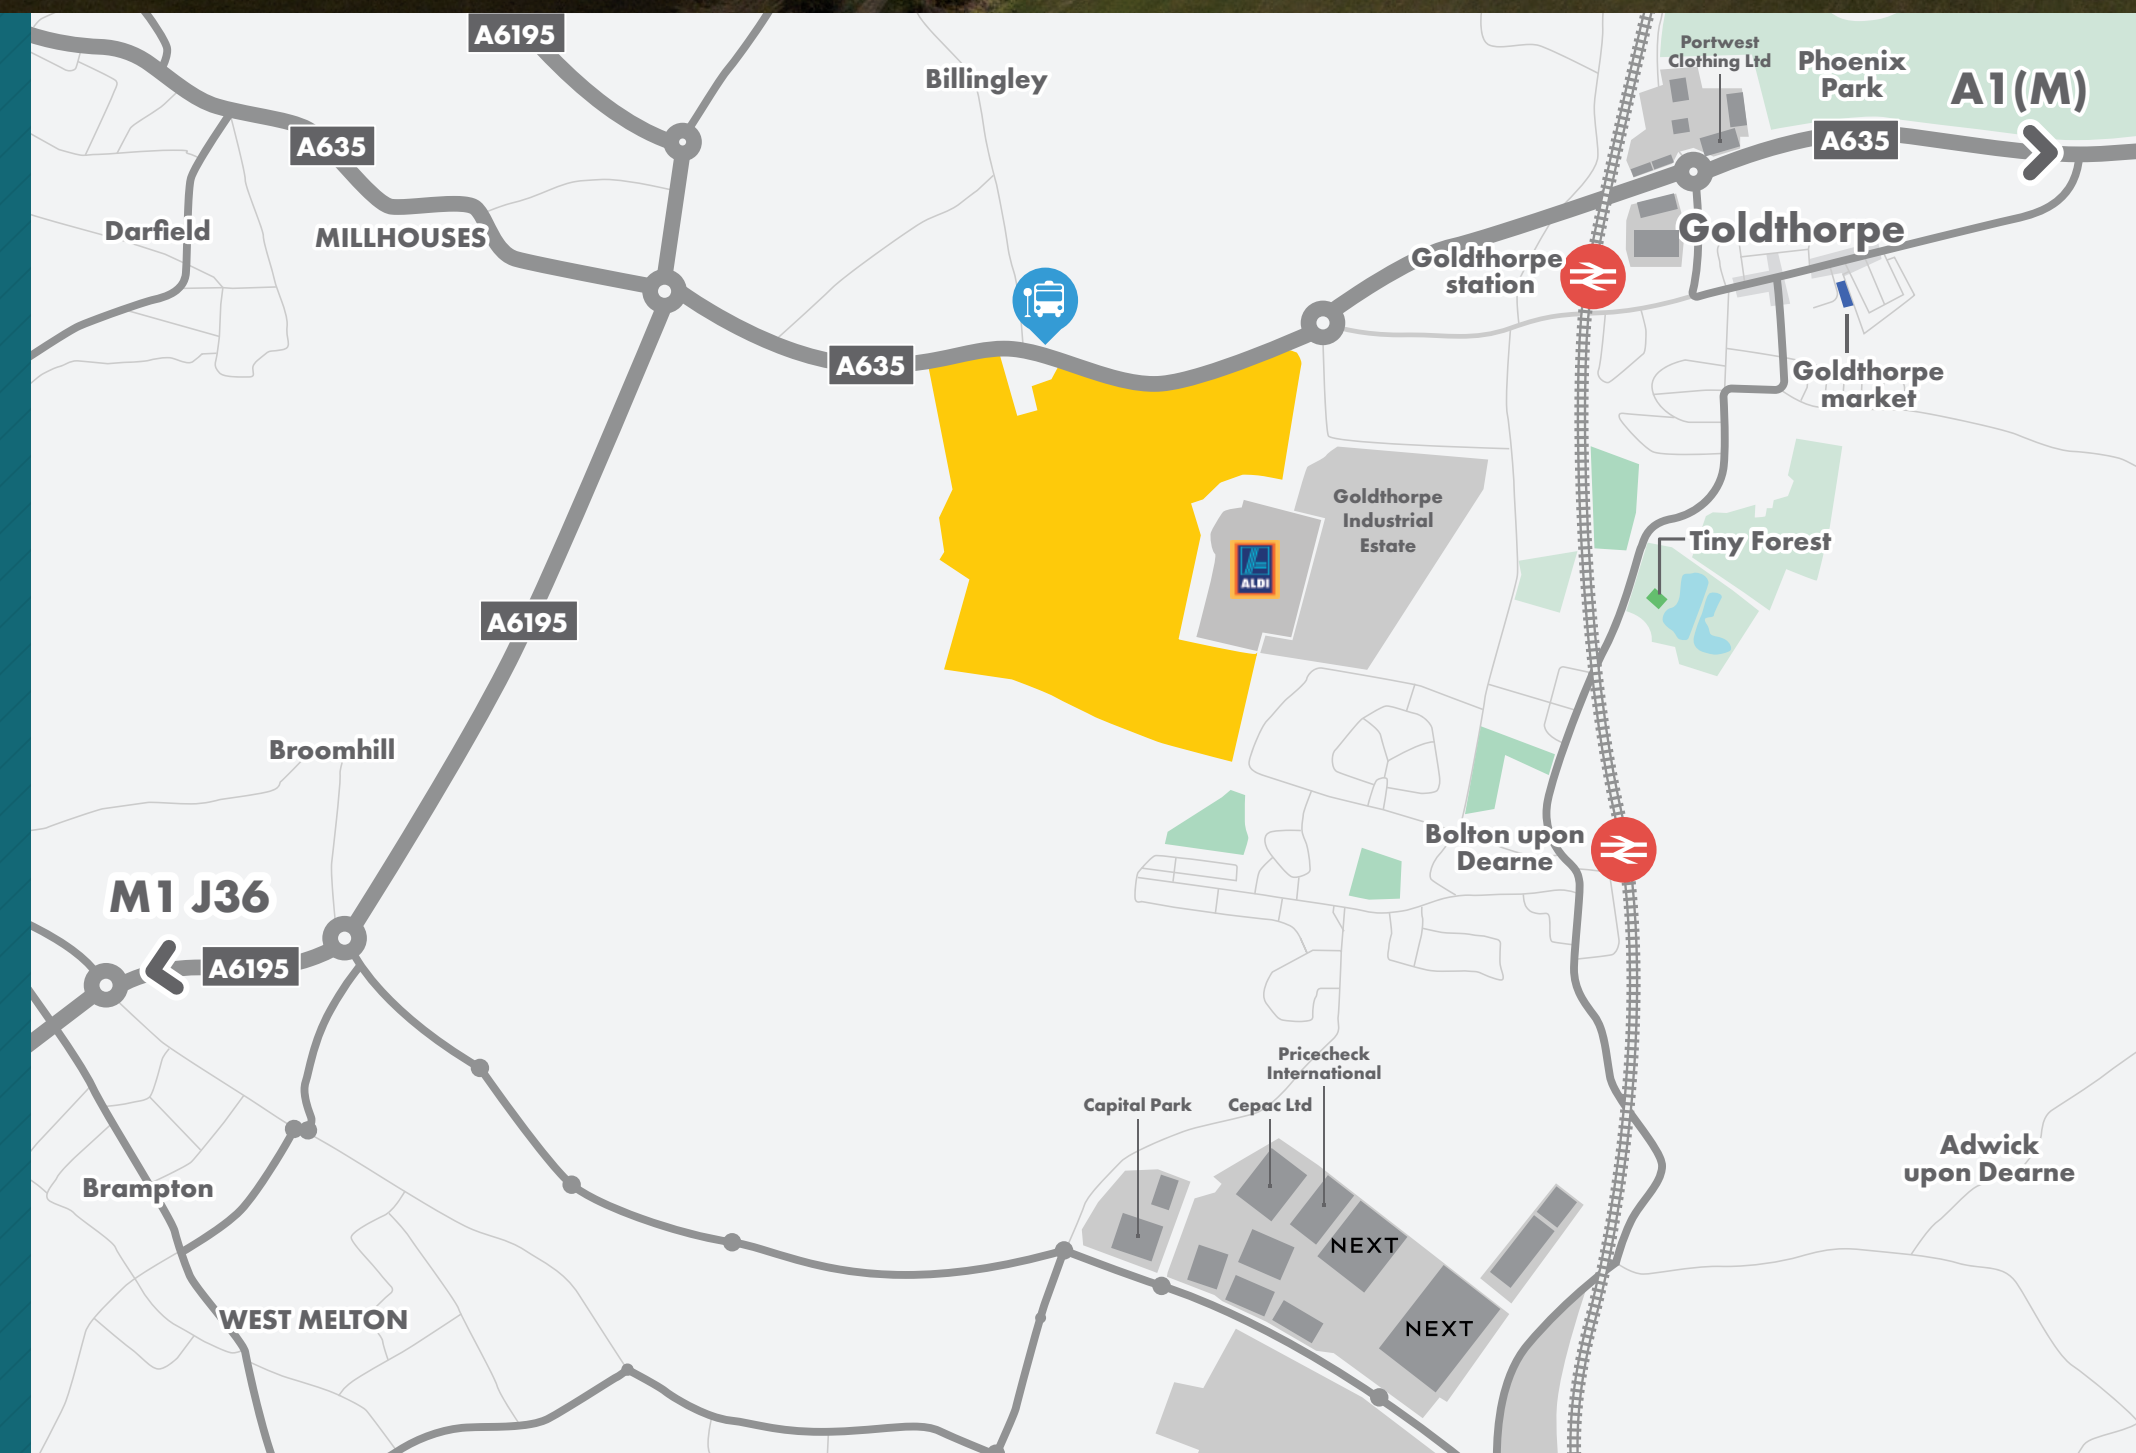 A6195
Portwest
Clothing Ltd
Phoenix
Park
A1(M)
Billingley
A635
A635
Darfield
MILLHOUSES
Goldthorpe
Goldthorpe
station
A635
Goldthorpe
market
Goldthorpe
Industrial
Estate
Tiny Forest
ALDI
A6195
Broomhill
Bolton upon
Dearne
M1 J36
A6195
Pricecheck
International
Capital Park
Cepac Ltd
Adwick
upon Dearne
Brampton
NEXT
WEST MELTON
NEXT